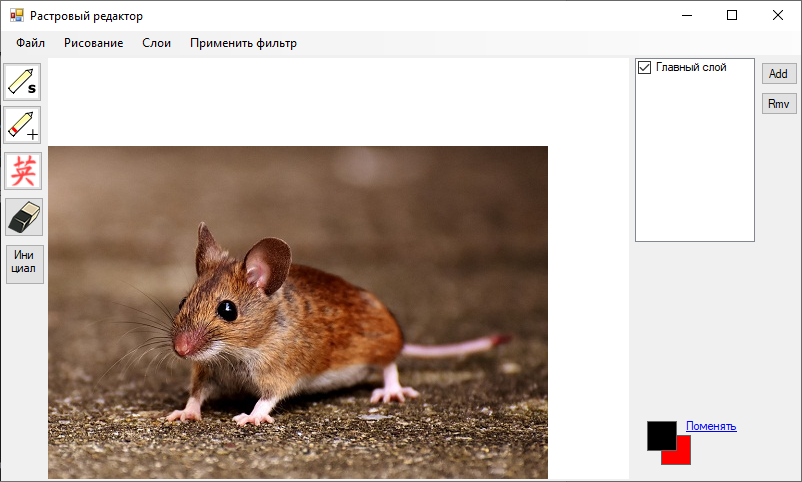 Растровый редактор
Файл Рисование Слои Применить фильтр
s
英
Ини
циал
Главный слой
Add
Rmv
Поменять